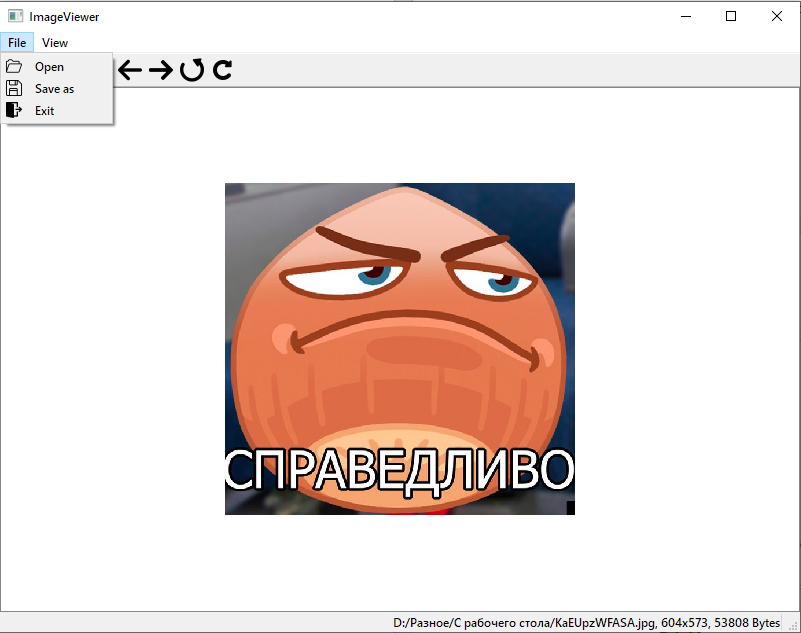 ImageViewer
File View
Open
Save as
Exit
СПРАВЕДЛИВО
D:/Разное/С рабочего стола/KaEUpzWFASA.jpg, 604x573, 53808 Bytes